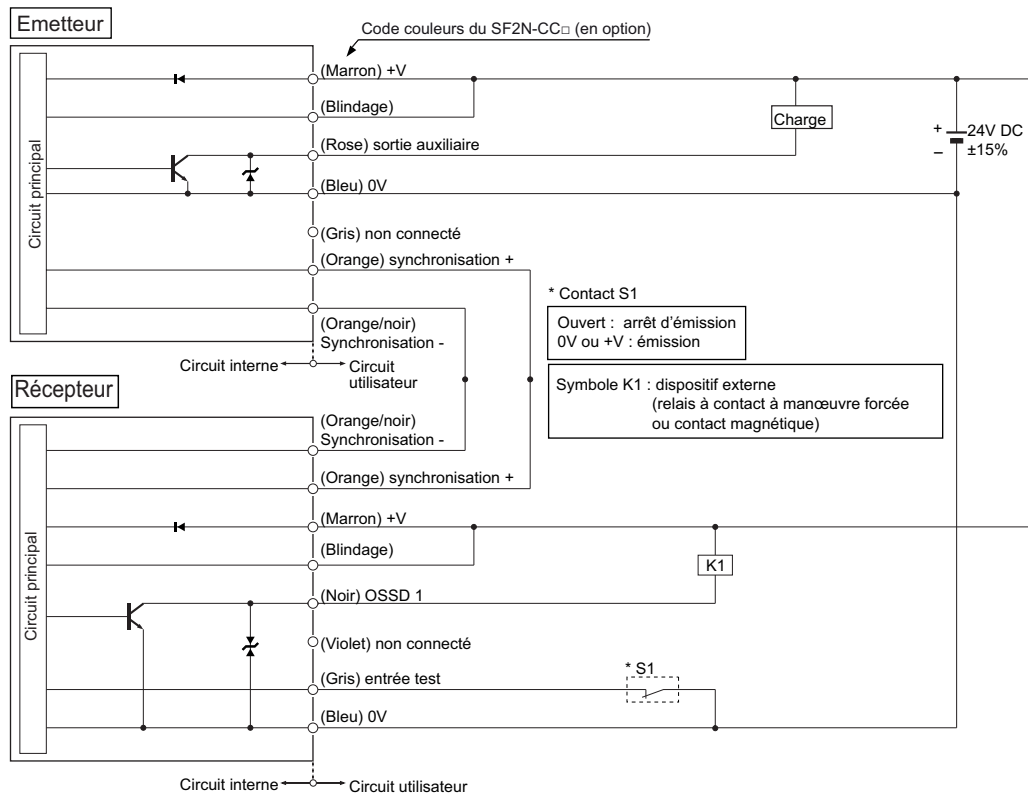 Emetteur
Code couleurs du SF2N-CC□ (en option)
Circuit principal
(Marron) +V
(Blindage)
(Rose) sortie auxiliaire
(Bleu) 0V
(Gris) non connecté
(Orange) synchronisation +
(Orange/noir)
Synchronisation -
Charge
+
−
24V DC
±15%
Circuit interne
Circuit
utilisateur
* Contact S1
Ouvert : arrêt d'émission
0V ou +V : émission
Symbole K1 : dispositif externe
(relais à contact à manœuvre forcée
ou contact magnétique)
Récepteur
Circuit principal
(Orange/noir)
Synchronisation -
(Orange) synchronisation +
(Marron) +V
(Blindage)
K1
(Noir) OSSD 1
(Violet) non connecté
* S1
(Gris) entrée test
(Bleu) 0V
Circuit interne
Circuit utilisateur